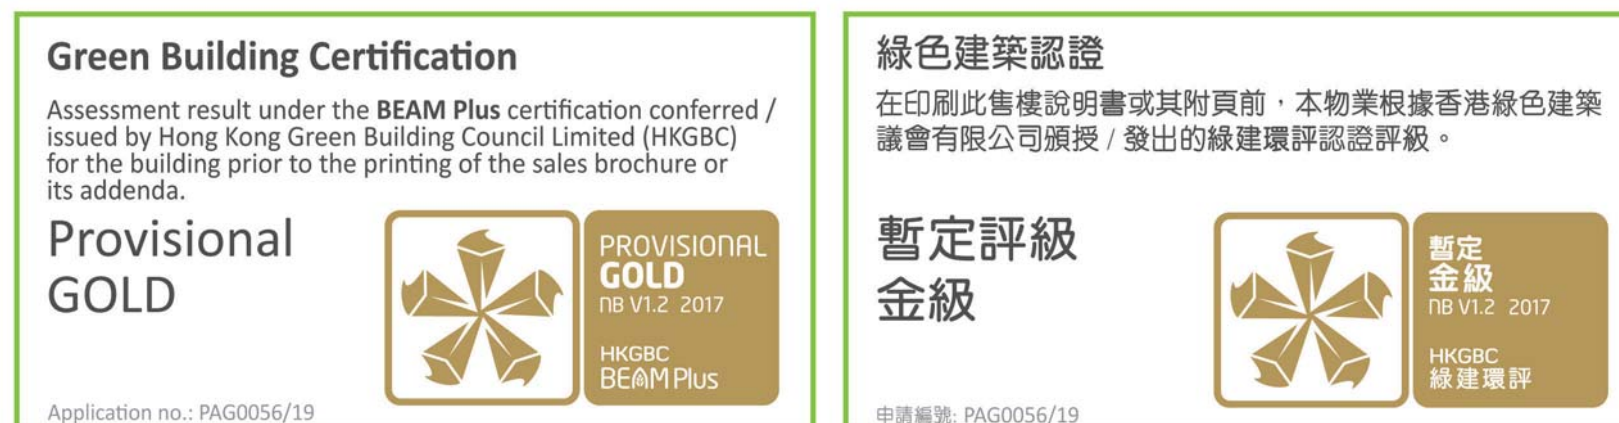 Green Building Certification
Assessment result under the BEAM Plus certification conferred /
issued by Hong Kong Green Building Council Limited (HKGBC)
for the building prior to the printing of the sales brochure or
its addenda.
Provisional
GOLD
PROVISIONAL
GOLD
NB V1.2 2017
HKGBC
BEAM Plus
Application no.: PAG0056/19
綠色建築認證
在印刷此售樓說明書或其附頁前，本物業根據香港綠色建築
議會有限公司頒授 / 發出的綠建環評認證評級。
暫定評級
金級
暫定
金級
NB V1.2 2017
HKGBC
綠建環評
申請編號: PAG0056/19